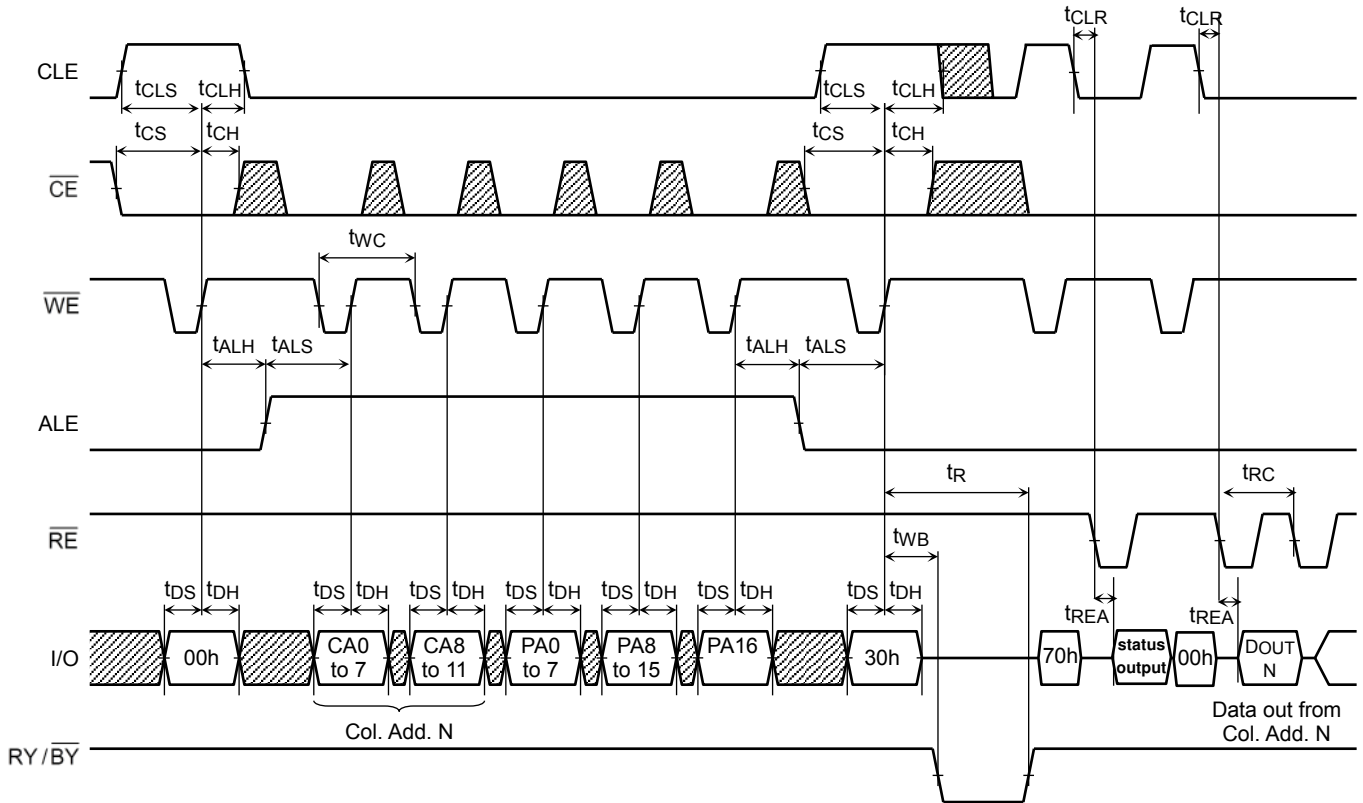 tCLR tCLR
CLE
tCLS tCLH tCLS tCLH
tCS tCH tCS tCH
CE
tWC
WE
tALH tALS tALH tALS
ALE
tR tRC
RE
tWB
tDS tDH tDS tDH tDS tDH tDS tDH tDS tDH tDS tDH tDS tDH
tREA tREA
I/O
00h
CA0
to 7
CA8
to 11
PA0
to 7
PA8
to 15
PA16
30h
70h
status
output
00h
DOUT
N
Col. Add. N
Data out from
Col. Add. N
RY/BY